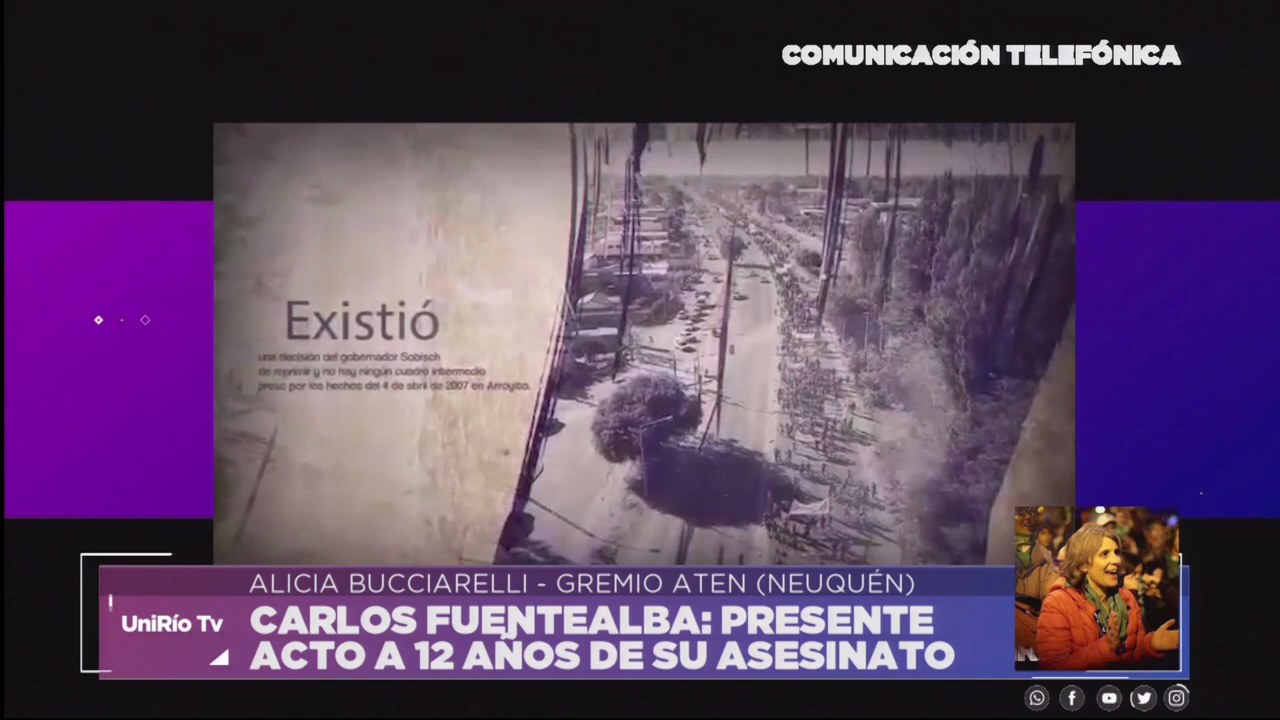 COMUNICACIÓN TELEFÓNICA
Existió
una decisión del gobernador Sobisch
de reprimir y no hay ningún cuadro intermedio
preso por los hechos del 4 de abril de 2007 en Arroyito.
ALICIA BUCCIARELLI - GREMIO ATEN (NEUQUÉN)
UniRío Tv
CARLOS FUENTEALBA: PRESENTE
ACTO A 12 AÑOS DE SU ASESINATO